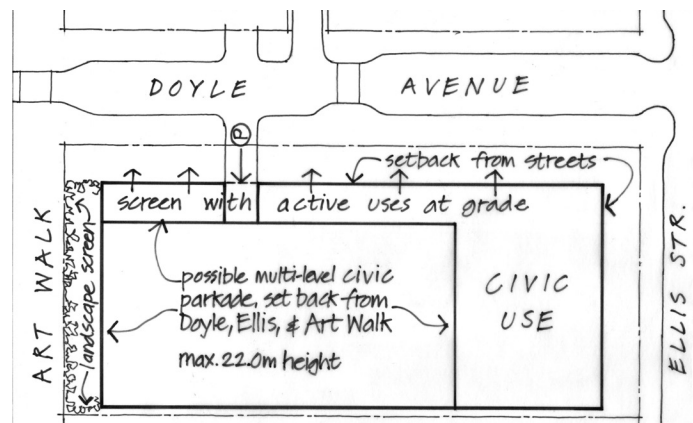 DOYLE AVENUE
P
setback from streets
screen with active uses at grade
ART WALK
landscape screen
possible multi-level civic
parkade, set back from
Doyle, Ellis, & Art Walk
max. 22.0m height
CIVIC
USE
ELLIS STR.